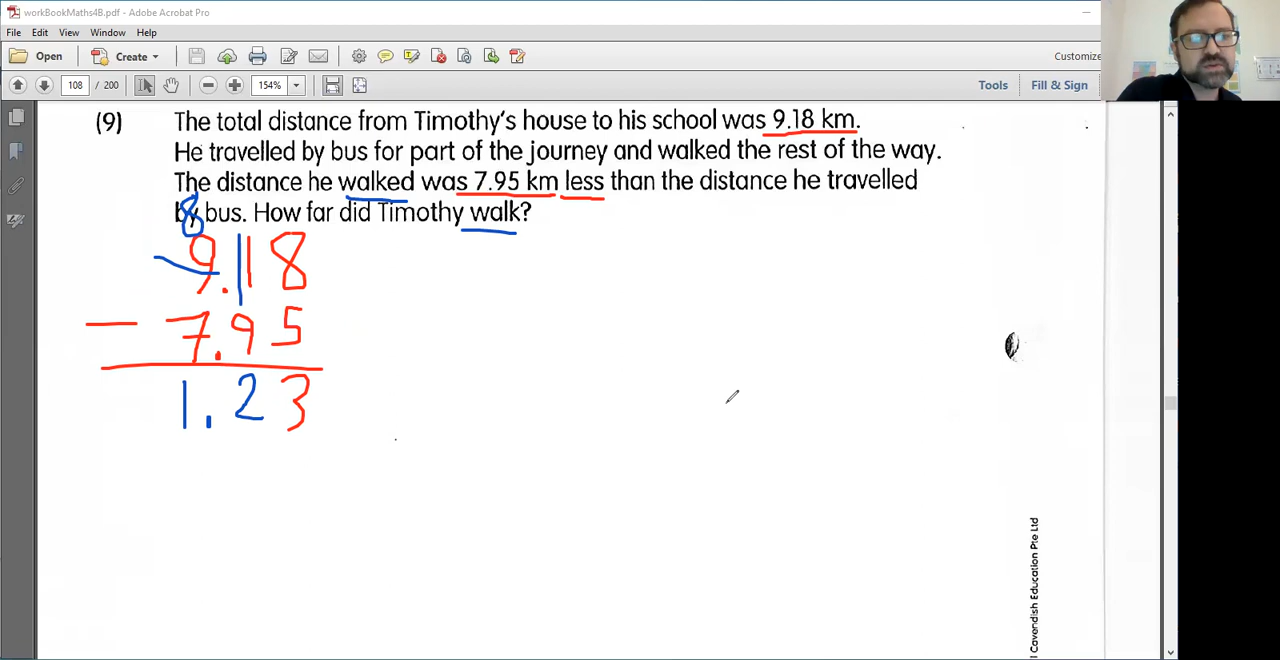 workBookMaths4B.pdf - Adobe Acrobat Pro
File Edit View Window Help
Open Create Customize
108 / 200 154% Tools Fill & Sign
(9) The total distance from Timothy's house to his school was 9.18 km.
He travelled by bus for part of the journey and walked the rest of the way.
The distance he walked was 7.95 km less than the distance he travelled
by bus. How far did Timothy walk?
8
9.118
- 7.95
1.23
l Cavendish Education Pte Ltd